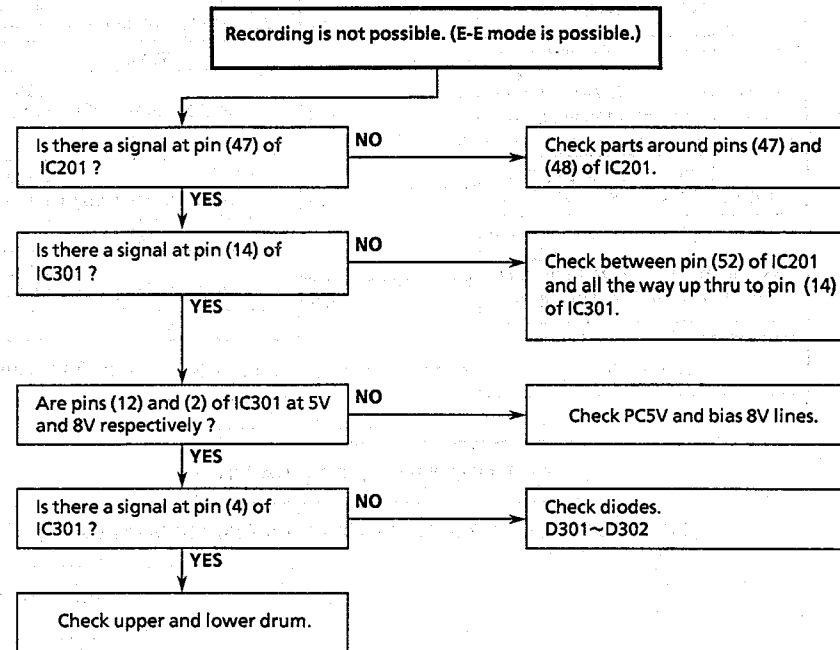 Recording is not possible. (E-E mode is possible.)
Is there a signal at pin (47) of
IC201 ?
NO
Check parts around pins (47) and
(48) of IC201.
YES
Is there a signal at pin (14) of
IC301 ?
NO
Check between pin (52) of IC201
and all the way up thru to pin (14)
of IC301.
YES
Are pins (12) and (2) of IC301 at 5V
and 8V respectively ?
NO
Check PC5V and bias 8V lines.
YES
Is there a signal at pin (4) of
IC301 ?
NO
Check diodes.
D301~D302
YES
Check upper and lower drum.